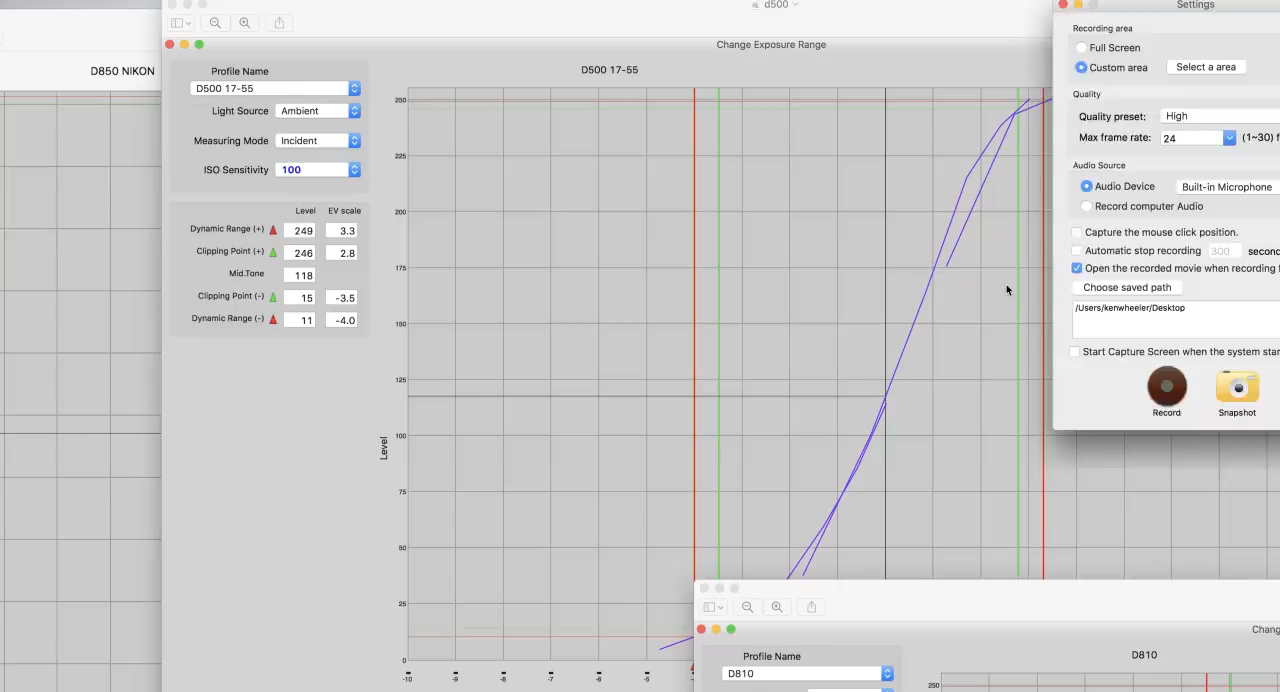 d500
Settings
Change Exposure Range
D850 NIKON
Profile Name
D500 17-55
D500 17-55
Light Source Ambient
Measuring Mode Incident
ISO Sensitivity 100
Level EV scale
Dynamic Range (+) 249 3.3
Clipping Point (+) 246 2.8
Mid.Tone 118
Clipping Point (-) 15 -3.5
Dynamic Range (-) 11 -4.0
Level
250
225
200
175
150
125
100
75
50
25
0
-10 -9 -8 -7 -6 -5
Recording area
Full Screen
Custom area Select a area
Quality
Quality preset: High
Max frame rate: 24 (1~30) f
Audio Source
Audio Device Built-in Microphone
Record computer Audio
Capture the mouse click position.
Automatic stop recording 300 second
Open the recorded movie when recording f
Choose saved path
/Users/kenwheeler/Desktop
Start Capture Screen when the system star
Record Snapshot
Chang
Profile Name
D810
D810
250